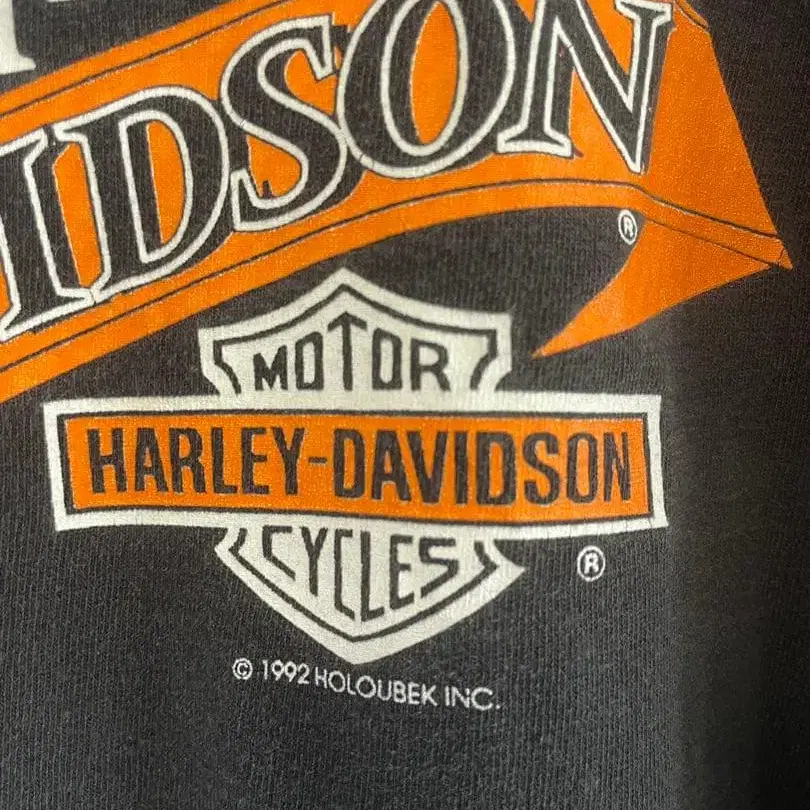 IDSON
®
MOTOR
HARLEY-DAVIDSON
CYCLES
®
© 1992 HOLOUBEK INC.